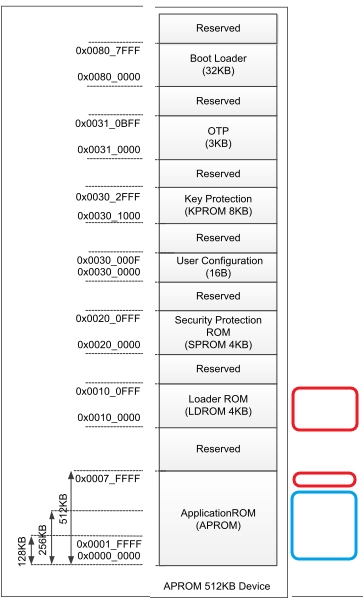 Reserved
0x0080_7FFF
Boot Loader
(32KB)
0x0080_0000
Reserved
0x0031_0BFF
OTP
(3KB)
0x0031_0000
Reserved
0x0030_2FFF
Key Protection
(KPROM 8KB)
0x0030_1000
Reserved
0x0030_000F
User Configuration
0x0030_0000
(16B)
Reserved
0x0020_0FFF
Security Protection
ROM
(SPROM 4KB)
0x0020_0000
Reserved
0x0010_0FFF
Loader ROM
(LDROM 4KB)
0x0010_0000
Reserved
0x0007_FFFF
512KB
ApplicationROM
(APROM)
256KB
128KB
0x0001_FFFF
0x0000_0000
APROM 512KB Device